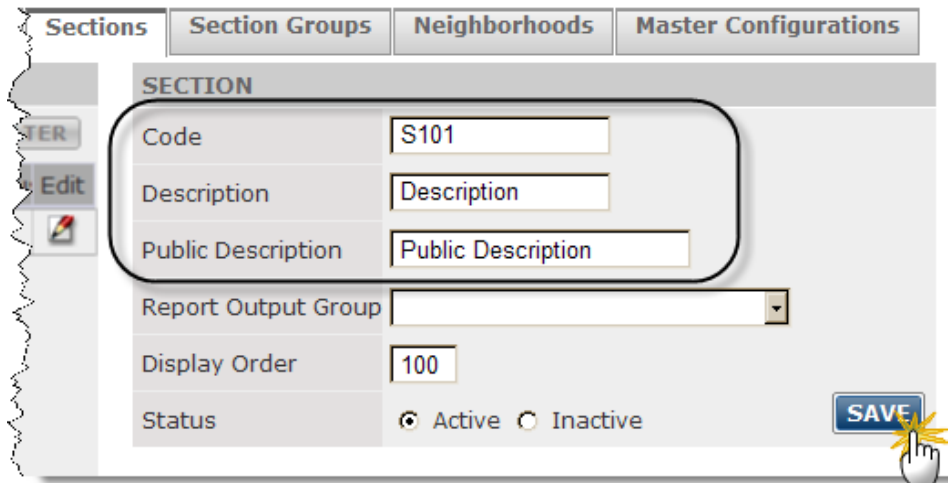 Sections Section Groups Neighborhoods Master Configurations
SECTION
TER
Edit
Code S101
Description Description
Public Description Public Description
Report Output Group
Display Order 100
Status Active Inactive
SAVE